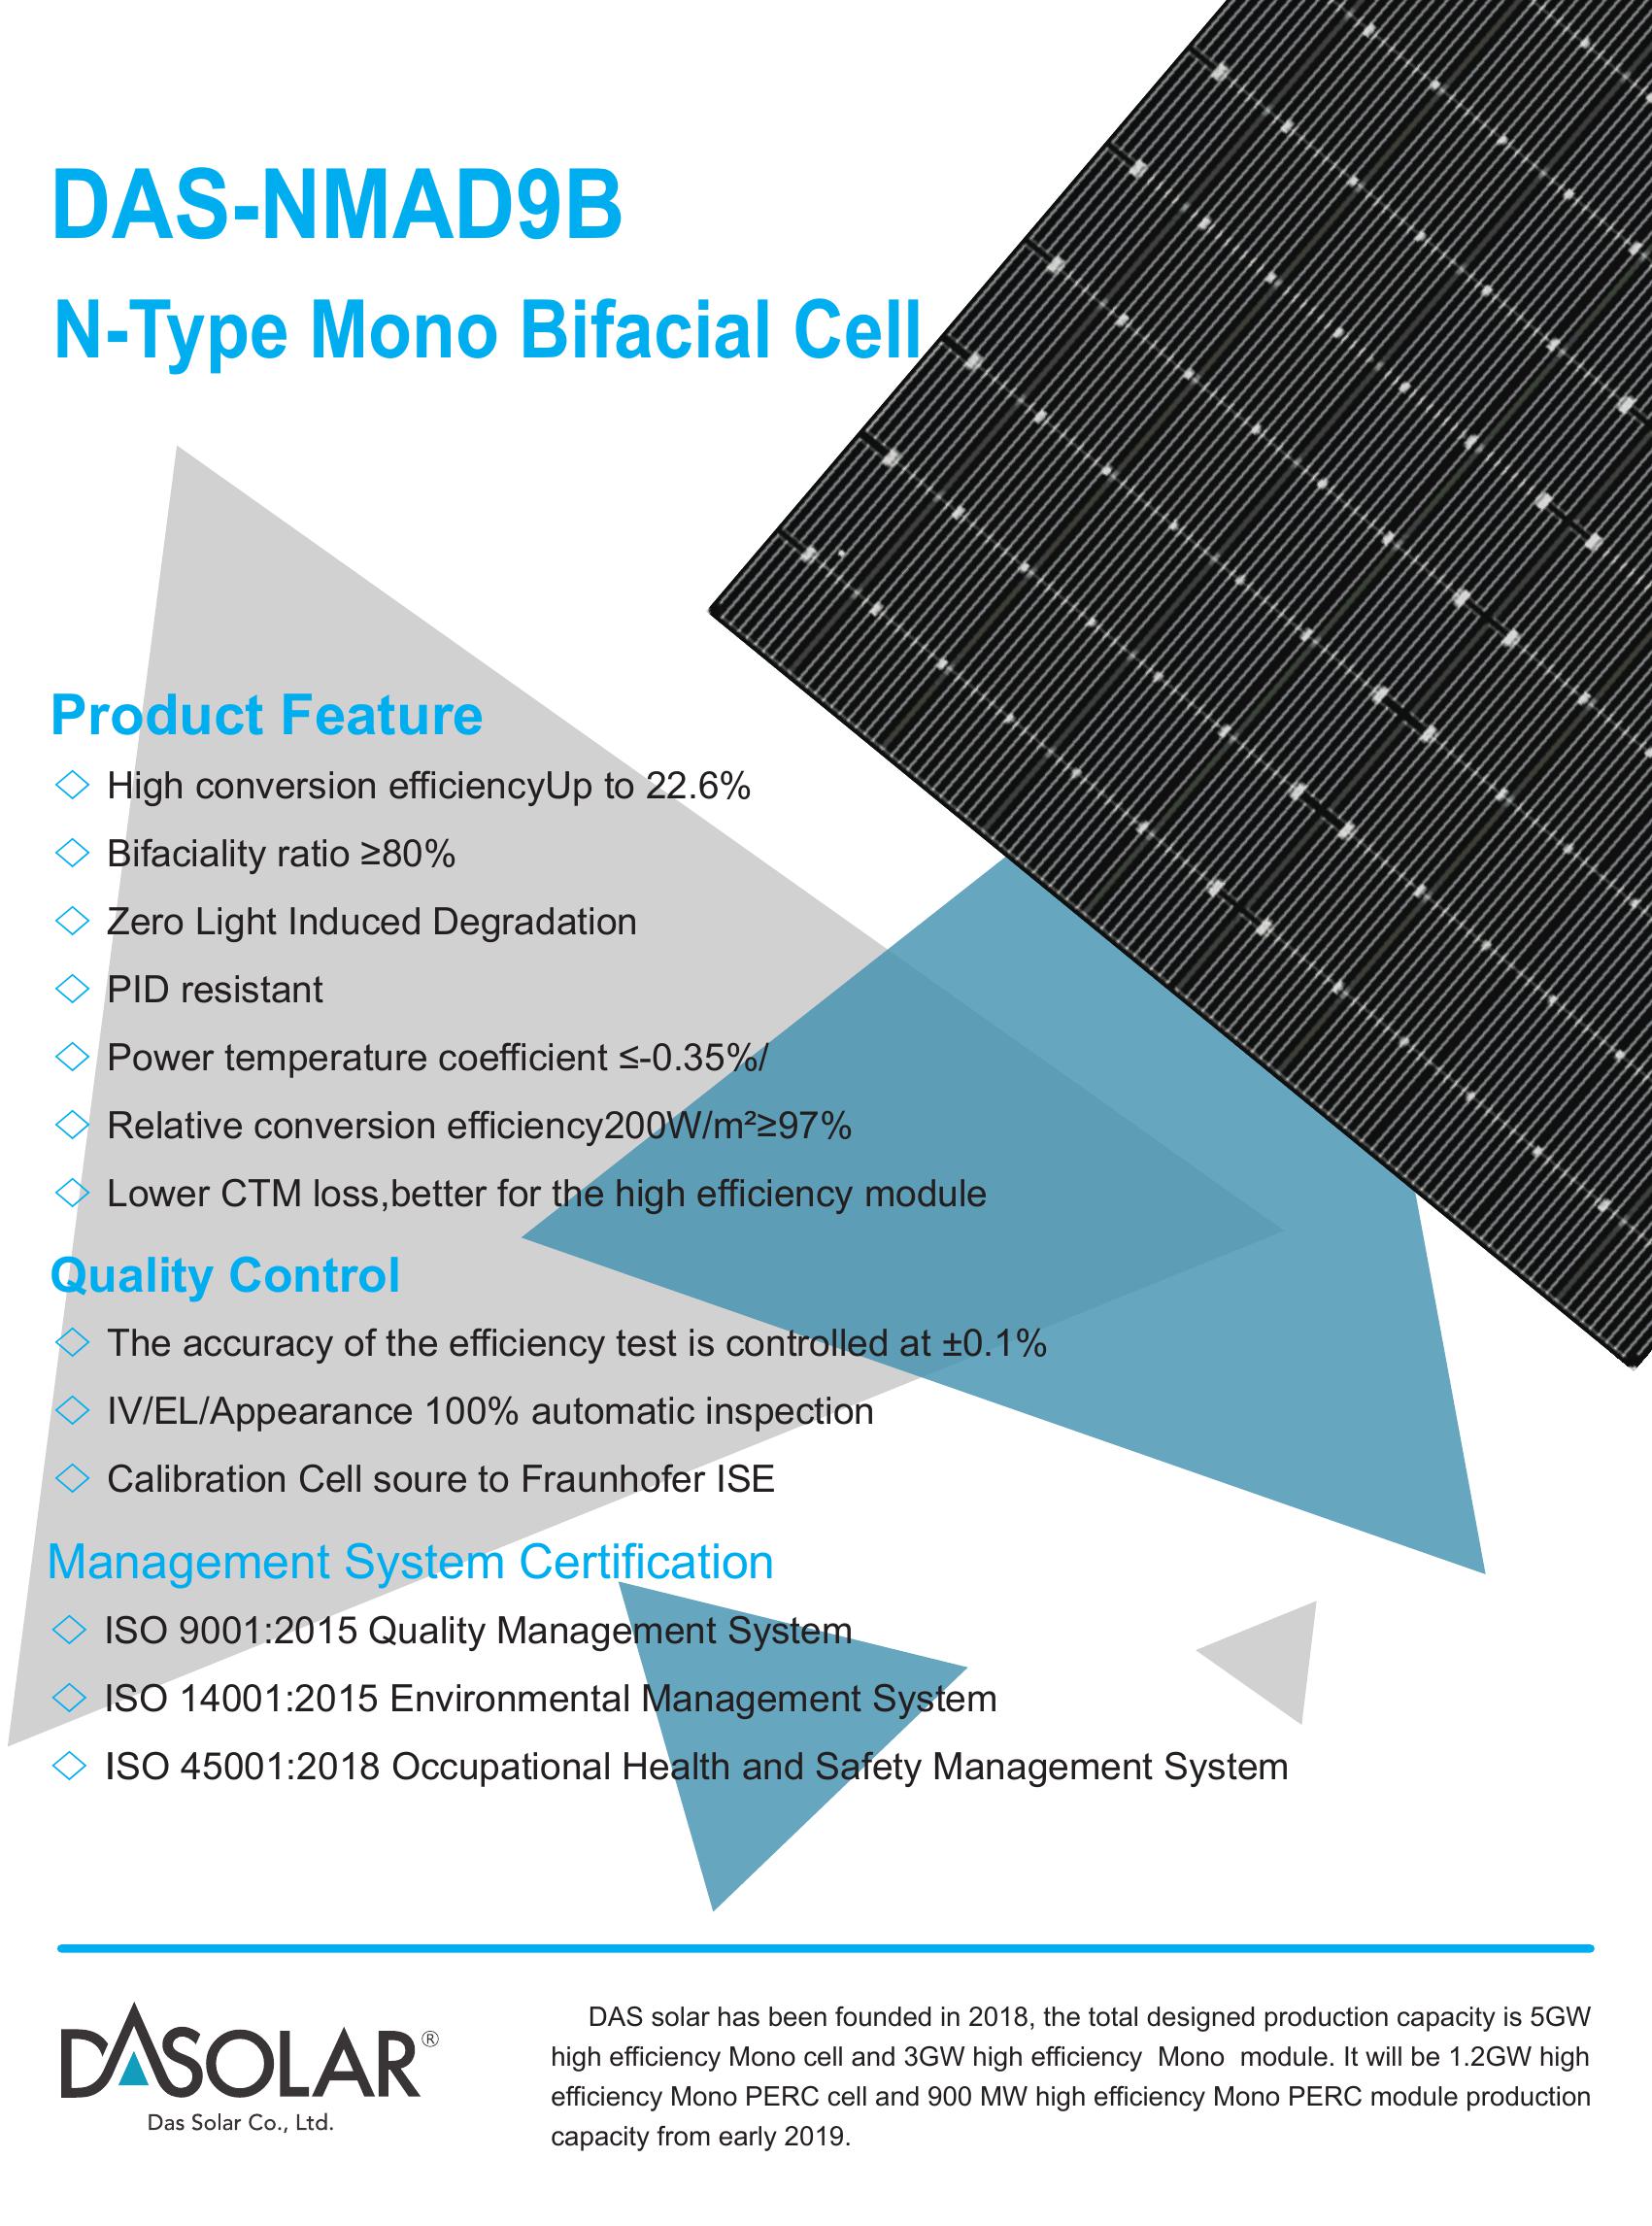 DAS-NMAD9B
N-Type Mono Bifacial Cell
Product Feature
High conversion efficiencyUp to 22.6%
Bifaciality ratio ≥80%
Zero Light Induced Degradation
PID resistant
Power temperature coefficient ≤-0.35%/
Relative conversion efficiency200W/m²≥97%
Lower CTM loss,better for the high efficiency module
Quality Control
The accuracy of the efficiency test is controlled at ±0.1%
IV/EL/Appearance 100% automatic inspection
Calibration Cell soure to Fraunhofer ISE
Management System Certification
ISO 9001:2015 Quality Management System
ISO 14001:2015 Environmental Management System
ISO 45001:2018 Occupational Health and Safety Management System
DASOLAR®
Das Solar Co., Ltd.
DAS solar has been founded in 2018, the total designed production capacity is 5GW
high efficiency Mono cell and 3GW high efficiency Mono module. It will be 1.2GW high
efficiency Mono PERC cell and 900 MW high efficiency Mono PERC module production
capacity from early 2019.